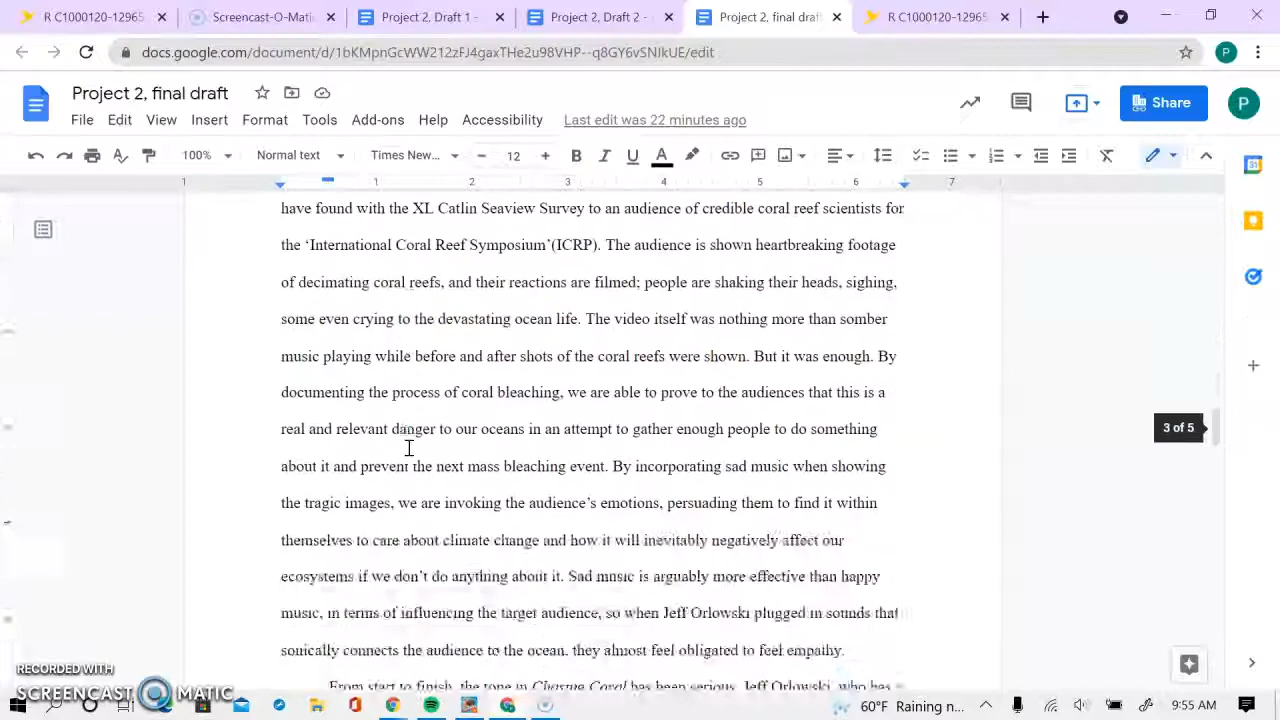 R C1000120-12965
Screencast-O-Matic
Project 2, Draft 1 -
Project 2, Draft 2 -
Project 2, final draft
R C1000120-12965
docs.google.com/document/d/1bKMpnGcWW212zFJ4gaxTHe2u98VHP--q8GY6vSNIkUE/edit
P
Project 2, final draft
Share
P
File Edit View Insert Format Tools Add-ons Help Accessibility Last edit was 22 minutes ago
100% Normal text Times New... 12 B I U A
1 1 2 3 4 5 6 7
have found with the XL Catlin Seaview Survey to an audience of credible coral reef scientists for
the ‘International Coral Reef Symposium’(ICRP). The audience is shown heartbreaking footage
of decimating coral reefs, and their reactions are filmed; people are shaking their heads, sighing,
some even crying to the devastating ocean life. The video itself was nothing more than somber
music playing while before and after shots of the coral reefs were shown. But it was enough. By
documenting the process of coral bleaching, we are able to prove to the audiences that this is a
real and relevant danger to our oceans in an attempt to gather enough people to do something
3 of 5
about it and prevent the next mass bleaching event. By incorporating sad music when showing
the tragic images, we are invoking the audience’s emotions, persuading them to find it within
themselves to care about climate change and how it will inevitably negatively affect our
ecosystems if we don’t do anything about it. Sad music is arguably more effective than happy
music, in terms of influencing the target audience, so when Jeff Orlowski plugged in sounds that
sonically connects the audience to the ocean, they almost feel obligated to feel empathy.
From start to finish, the tone in Chasing Coral has been serious. Jeff Orlowski, who has
RECORDED WITH
SCREENCAST MATIC
60°F Raining n...
9:55 AM